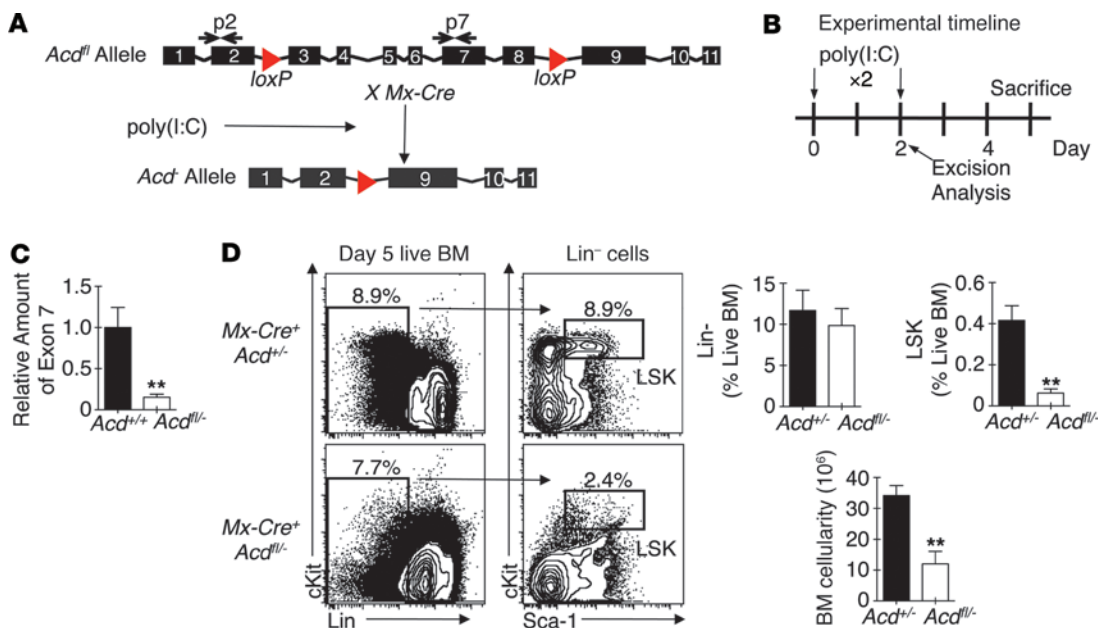 A
p2
p7
Acd^fl Allele
1 2 3 4 5 6 7 8 9 10 11
loxP
loxP
X Mx-Cre
poly(I:C)
Acd^- Allele
1 2 9 10 11
B
Experimental timeline
poly(I:C)
×2
Sacrifice
0 2 4 Day
Excision
Analysis
C
Relative Amount
of Exon 7
1.5
1.0
0.5
0
**
Acd^+/+ Acd^fl/-
D
Day 5 live BM
Lin⁻ cells
Mx-Cre⁺
Acd^+/-
8.9%
8.9%
LSK
cKit
Mx-Cre⁺
Acd^fl/-
7.7%
2.4%
LSK
cKit
cKit
Lin
Sca-1
Lin-
(% Live BM)
15
10
5
0
Acd^+/- Acd^fl/-
LSK
(% Live BM)
0.6
0.4
0.2
0
**
Acd^+/- Acd^fl/-
BM cellularity (10⁶)
40
30
20
10
0
**
Acd^+/- Acd^fl/-